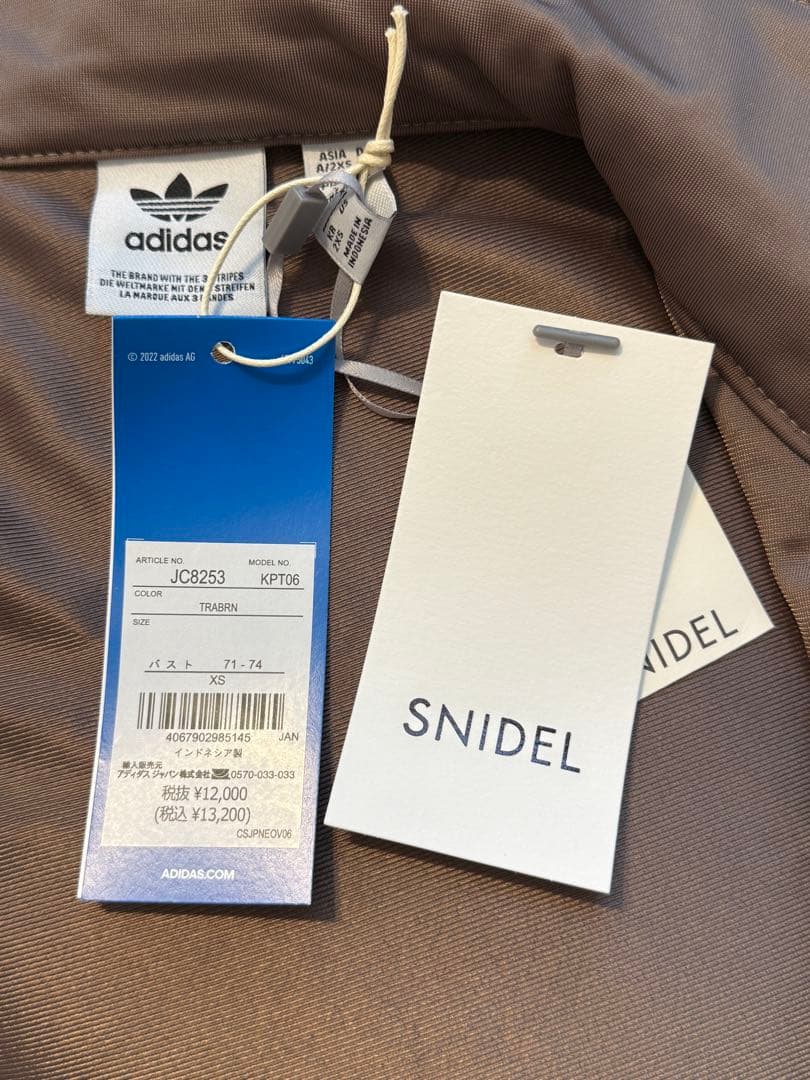 ASIA
A/2XS
KR
2XS
US
MADE IN
INDONESIA
adidas
THE BRAND WITH THE 3 STRIPES
DIE WELTMARKE MIT DEN 3 STREIFEN
LA MARQUE AUX 3 BANDES
© 2022 adidas AG
ARTICLE NO.
MODEL NO.
JC8253
KPT06
COLOR
TRABRN
SIZE
バスト 71-74
XS
4067902985145 JAN
インドネシア製
輸入販売元
アディダス ジャパン株式会社 0570-033-033
税抜 ¥12,000
(税込 ¥13,200)
CSJPNEOV06
ADIDAS.COM
SNIDEL
NIDEL